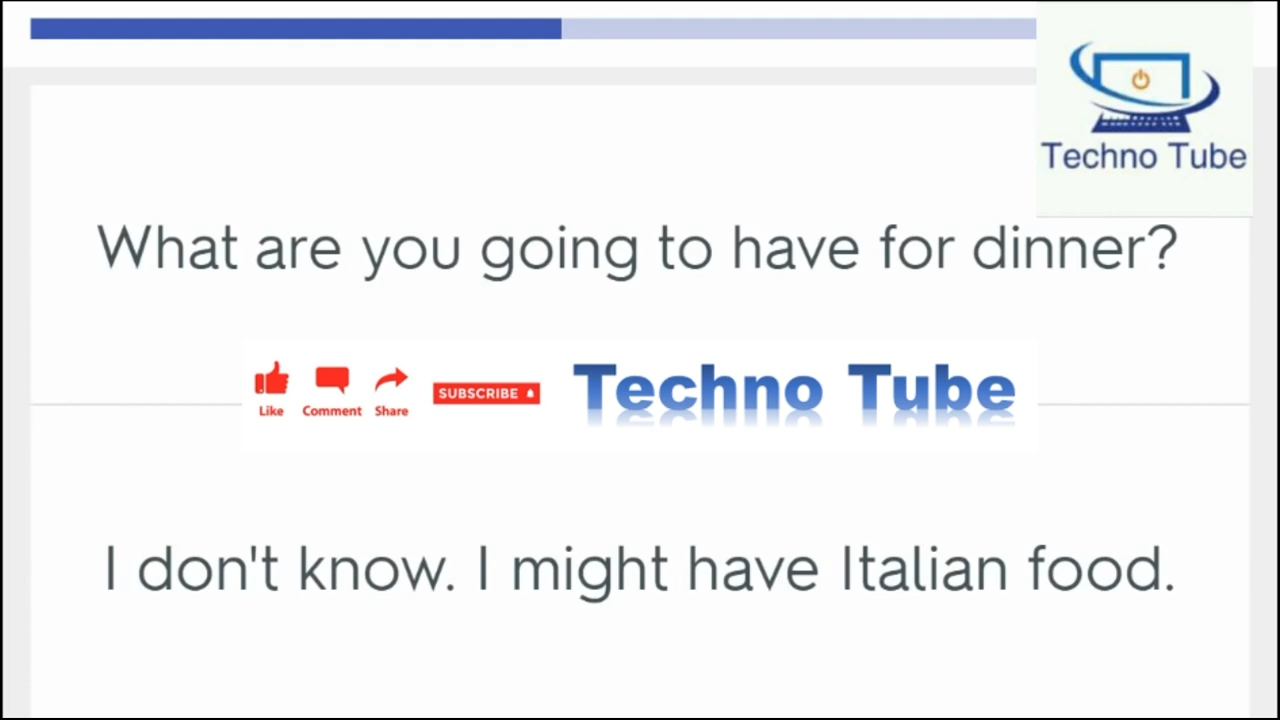 Techno Tube
What are you going to have for dinner?
Like Comment Share SUBSCRIBE Techno Tube
I don't know. I might have Italian food.